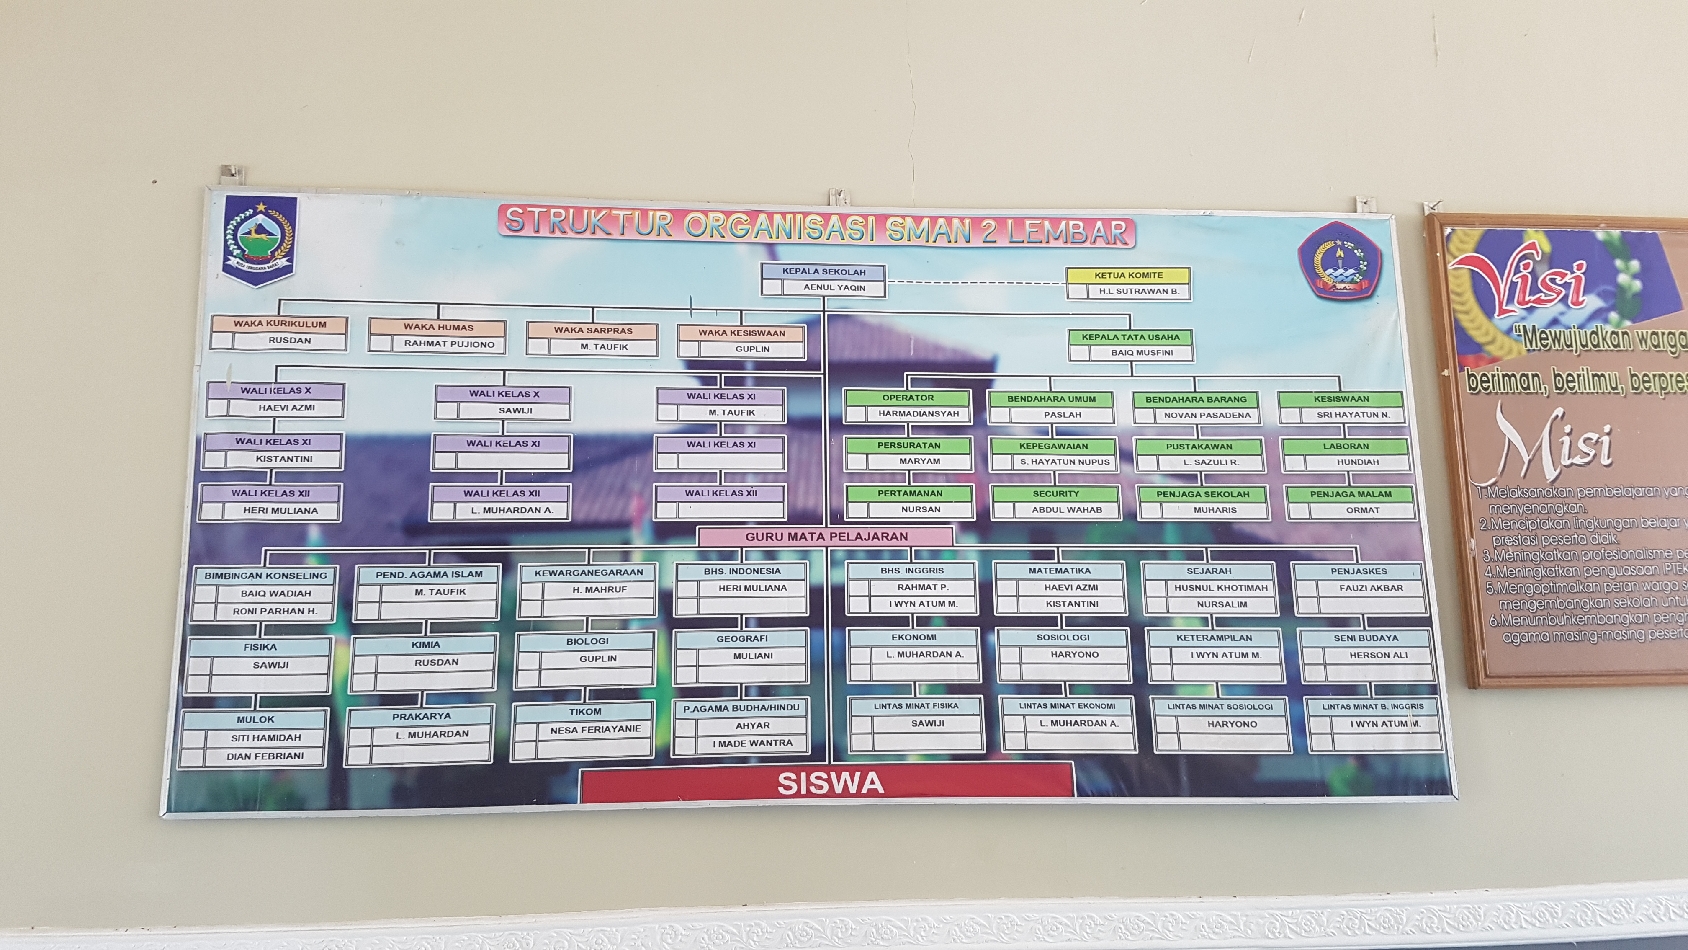 STRUKTUR ORGANISASI SMAN 2 LEMBAR
KEPALA SEKOLAH
AENUL YAQIN
KETUA KOMITE
H.L SUTRAWAN B.
WAKA KURIKULUM
RUSDAN
WAKA HUMAS
RAHMAT PUJIONO
WAKA SARPRAS
M. TAUFIK
WAKA KESISWAAN
GUPLIN
KEPALA TATA USAHA
BAIQ MUSFINI
WALI KELAS X
HAEVI AZMI
WALI KELAS X
SAWIJI
WALI KELAS XI
M. TAUFIK
WALI KELAS XI
KISTANTINI
WALI KELAS XI
WALI KELAS XI
WALI KELAS XII
HERI MULIANA
WALI KELAS XII
L. MUHARDAN A.
WALI KELAS XII
OPERATOR
HARMADIANSYAH
BENDAHARA UMUM
PASLAH
BENDAHARA BARANG
NOVAN PASADENA
KESISWAAN
SRI HAYATUN N.
PERSURATAN
MARYAM
KEPEGAWAIAN
S. HAYATUN NUPUS
PUSTAKAWAN
L. SAZULI R.
LABORAN
HUNDIAH
PERTAMANAN
NURSAN
SECURITY
ABDUL WAHAB
PENJAGA SEKOLAH
MUHARIS
PENJAGA MALAM
ORMAT
GURU MATA PELAJARAN
BIMBINGAN KONSELING
BAIQ WADIAH
RONI PARHAN H.
PEND. AGAMA ISLAM
M. TAUFIK
KEWARGANEGARAAN
H. MAHRUF
BHS. INDONESIA
HERI MULIANA
BHS. INGGRIS
RAHMAT P.
I WYN ATUM M.
MATEMATIKA
HAEVI AZMI
KISTANTINI
SEJARAH
HUSNUL KHOTIMAH
NURSALIM
PENJASKES
FAUZI AKBAR
FISIKA
SAWIJI
KIMIA
RUSDAN
BIOLOGI
GUPLIN
GEOGRAFI
MULIANI
EKONOMI
L. MUHARDAN A.
SOSIOLOGI
HARYONO
KETERAMPILAN
I WYN ATUM M.
SENI BUDAYA
HERSON ALI
MULOK
SITI HAMIDAH
DIAN FEBRIANI
PRAKARYA
L. MUHARDAN
TIKOM
NESA FERIAYANIE
P.AGAMA BUDHA/HINDU
AHYAR
I MADE WANTRA
LINTAS MINAT FISIKA
SAWIJI
LINTAS MINAT EKONOMI
L. MUHARDAN A.
LINTAS MINAT SOSIOLOGI
HARYONO
LINTAS MINAT B. INGGRIS
I WYN ATUM M.
SISWA
Visi
"Mewujudkan warga
beriman, berilmu, berpres
Misi
1.Melaksanakan pembelajaran yang
menyenangkan.
2.Menciptakan lingkungan belajar
prestasi peserta didik.
3.Meningkatkan profesionalisme pe
4.Meningkatkan penguasaan IPTEK
5.Mengoptimalkan peran warga s
mengembangkan sekolah untu
6.Menumbuhkembangkan peng
agama masing-masing peserta